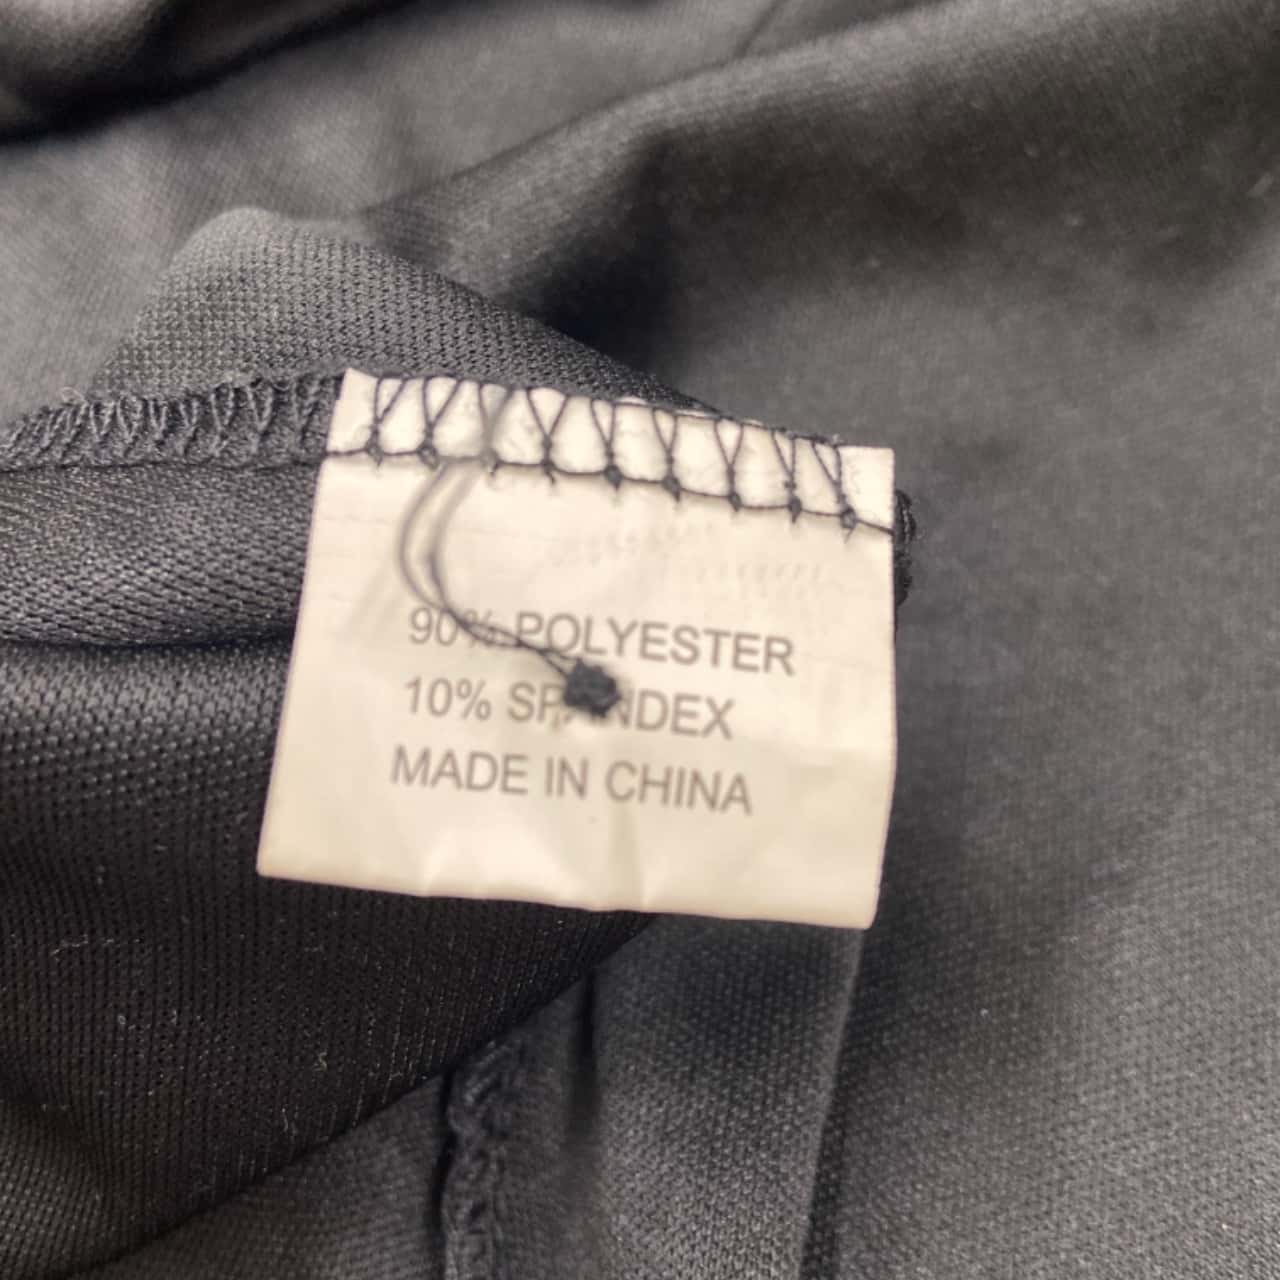 90% POLYESTER
10% SPANDEX
MADE IN CHINA